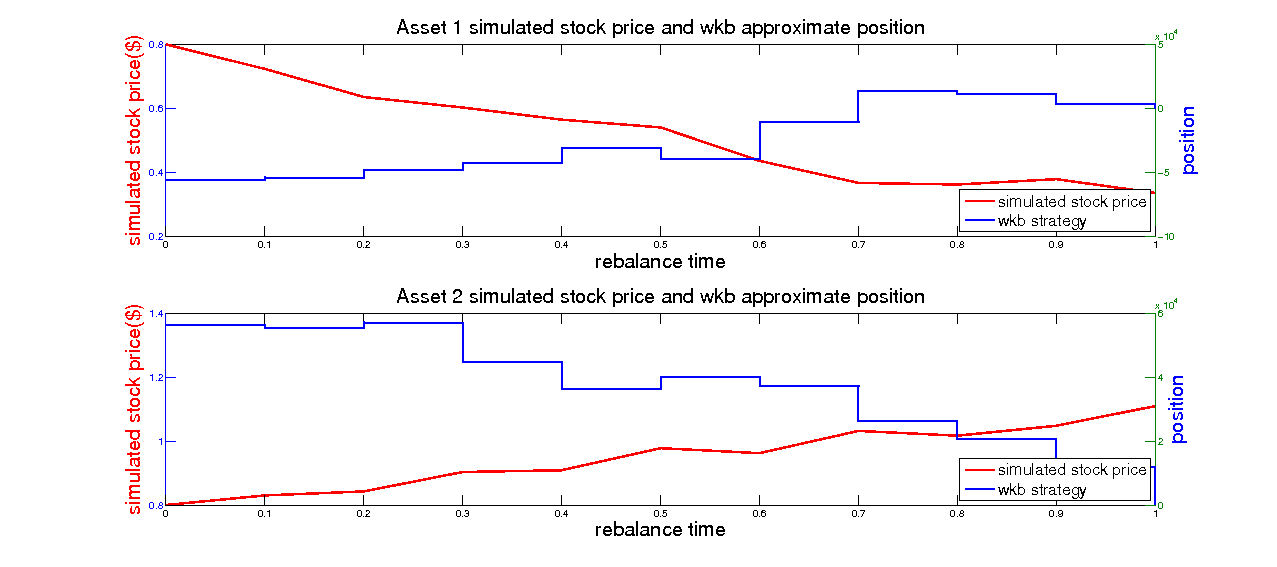 Asset 1 simulated stock price and wkb approximate position
x 10^4
simulated stock price($)
0.8
0.6
0.4
0.2
5
0
−5
−10
position
simulated stock price
wkb strategy
0 0.1 0.2 0.3 0.4 0.5 0.6 0.7 0.8 0.9 1
rebalance time
Asset 2 simulated stock price and wkb approximate position
x 10^4
simulated stock price($)
1.4
1.2
1
0.8
6
4
2
0
position
simulated stock price
wkb strategy
0 0.1 0.2 0.3 0.4 0.5 0.6 0.7 0.8 0.9 1
rebalance time